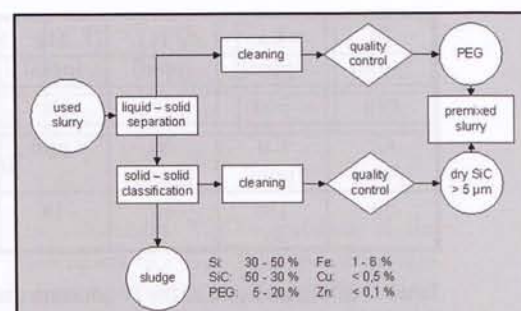 cleaning
quality
control
PEG
used
slurry
liquid – solid
separation
premixed
slurry
solid – solid
classification
cleaning
quality
control
dry SiC
> 5 µm
sludge
Si: 30 - 50 % Fe: 1 - 6 %
SiC: 50 - 30 % Cu: < 0,5 %
PEG: 5 - 20 % Zn: < 0,1 %